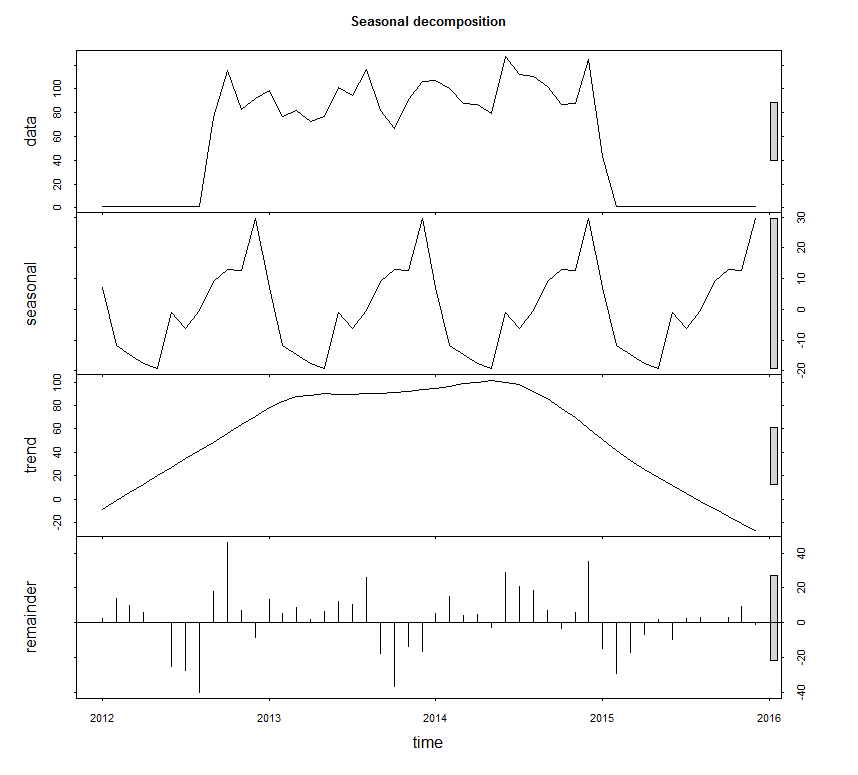 Seasonal decomposition
data
0 20 40 60 80 100
seasonal
-20 -10 0 10 20 30
trend
-20 0 20 40 60 80 100
remainder
-40 -20 0 20 40
2012 2013 2014 2015 2016
time